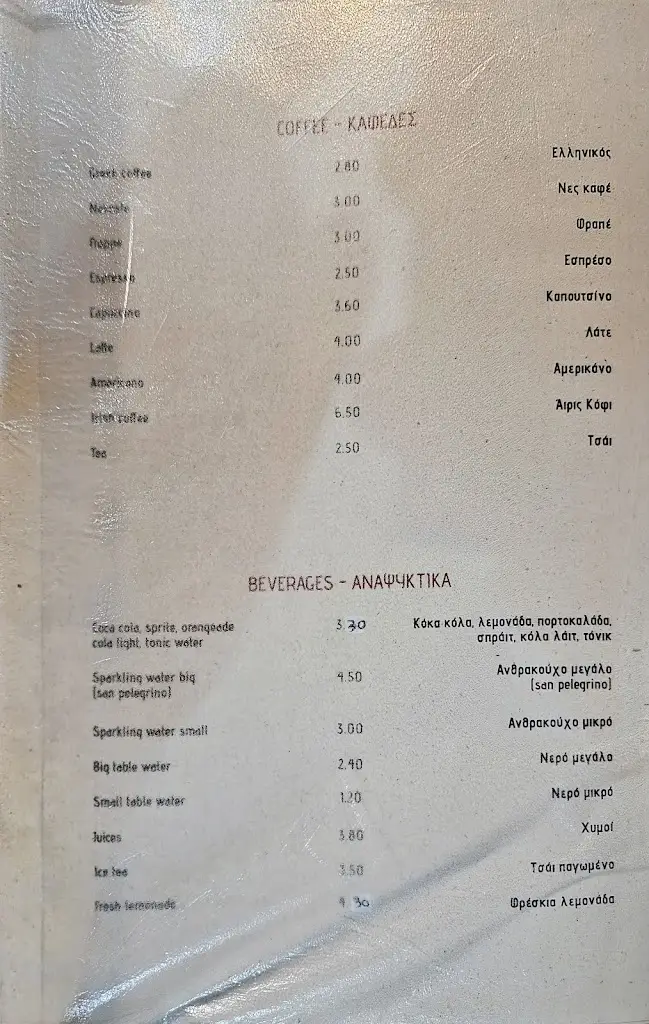 COFFEE - ΚΑΦΕΔΕΣ
Greek coffee 2.80 Ελληνικός
Nescafe 3.00 Νες καφέ
Frappe 3.00 Φραπέ
Espresso 2.50 Εσπρέσο
Capuccino 3.60 Καπουτσίνο
Latte 4.00 Λάτε
Americano 4.00 Αμερικάνο
Irish coffee 6.50 Άιρις Κόφι
Tea 2.50 Τσάι
BEVERAGES - ΑΝΑΨΥΚΤΙΚΑ
Coca cola, sprite, orangeade 3.30 Κόκα κόλα, λεμονάδα, πορτοκαλάδα,
cola light, tonic water σπράιτ, κόλα λάιτ, τόνικ
Sparkling water big 4.50 Ανθρακούχο μεγάλο
(san pelegrino) (san pelegrino)
Sparkling water small 3.00 Ανθρακούχο μικρό
Big table water 2.40 Νερό μεγάλο
Small table water 1.20 Νερό μικρό
Juices 3.80 Χυμοί
Ice tea 3.50 Τσάι παγωμένο
Fresh lemonade 4.30 Φρέσκια λεμονάδα